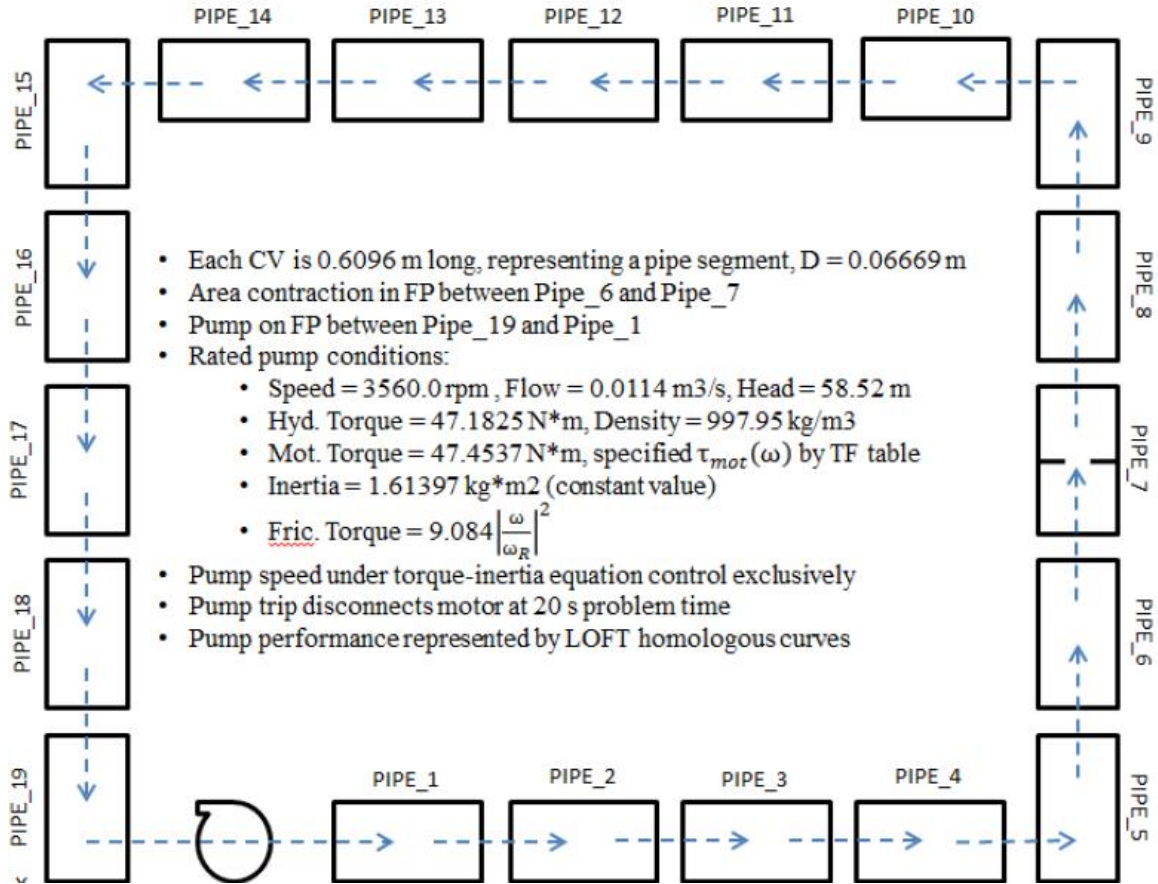 PIPE_14
PIPE_13
PIPE_12
PIPE_11
PIPE_10
PIPE_15
PIPE_9
PIPE_16
PIPE_8
• Each CV is 0.6096 m long, representing a pipe segment, D = 0.06669 m
• Area contraction in FP between Pipe_6 and Pipe_7
• Pump on FP between Pipe_19 and Pipe_1
• Rated pump conditions:
• Speed = 3560.0 rpm , Flow = 0.0114 m3/s, Head = 58.52 m
• Hyd. Torque = 47.1825 N*m, Density = 997.95 kg/m3
• Mot. Torque = 47.4537 N*m, specified τ_mot(ω) by TF table
• Inertia = 1.61397 kg*m2 (constant value)
• Fric. Torque = 9.084|ω/ω_R|^2
• Pump speed under torque-inertia equation control exclusively
• Pump trip disconnects motor at 20 s problem time
• Pump performance represented by LOFT homologous curves
PIPE_17
PIPE_7
PIPE_18
PIPE_6
PIPE_19
PIPE_1
PIPE_2
PIPE_3
PIPE_4
PIPE_5